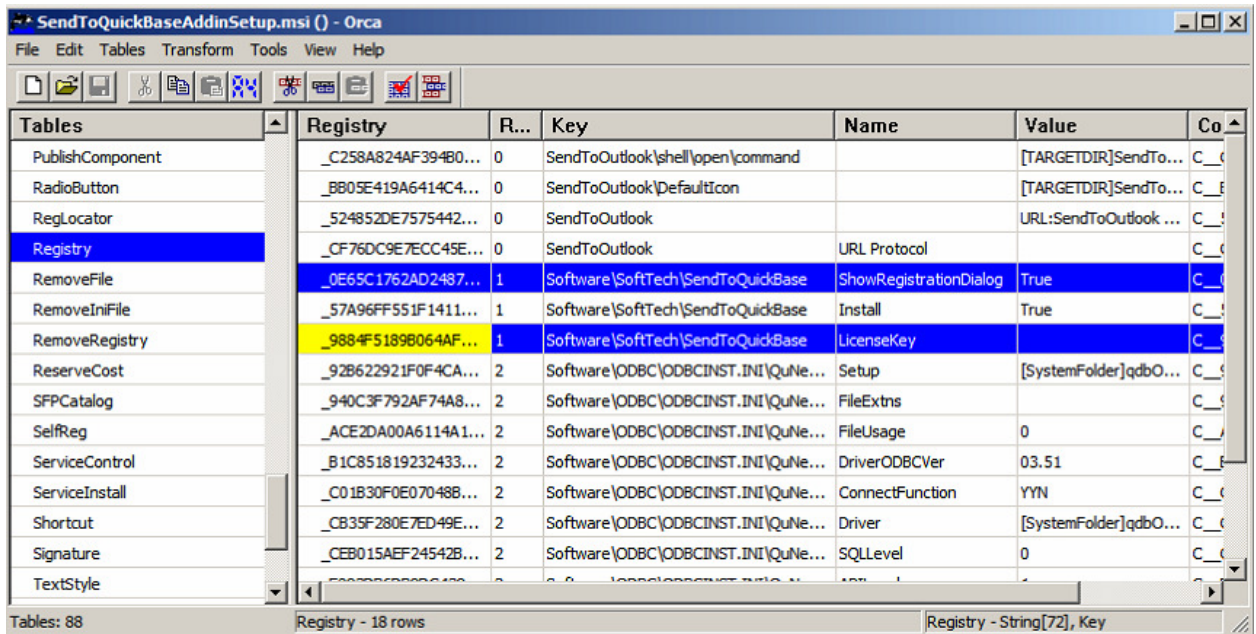 SendToQuickBaseAddinSetup.msi () - Orca
File Edit Tables Transform Tools View Help
Tables Registry R... Key Name Value Co
PublishComponent _C258A824AF394B0... 0 SendToOutlook\shell\open\command [TARGETDIR]SendTo...
RadioButton _BB05E419A6414C4... 0 SendToOutlook\DefaultIcon [TARGETDIR]SendTo...
RegLocator _524852DE7575442... 0 SendToOutlook URL:SendToOutlook ...
Registry _CF76DC9E7ECC45E... 0 SendToOutlook URL Protocol
RemoveFile _0E65C1762AD2487... 1 Software\SoftTech\SendToQuickBase ShowRegistrationDialog True
RemoveIniFile _57A96FF551F1411... 1 Software\SoftTech\SendToQuickBase Install True
RemoveRegistry _9884F5189B064AF... 1 Software\SoftTech\SendToQuickBase LicenseKey
ReserveCost _92B622921F0F4CA... 2 Software\ODBC\ODBCINST.INI\QuNe... Setup [SystemFolder]qdbO...
SFPCatalog _940C3F792AF74A8... 2 Software\ODBC\ODBCINST.INI\QuNe... FileExtns
SelfReg _ACE2DA00A6114A1... 2 Software\ODBC\ODBCINST.INI\QuNe... FileUsage 0
ServiceControl _B1C851819232433... 2 Software\ODBC\ODBCINST.INI\QuNe... DriverODBCVer 03.51
ServiceInstall _C01B30F0E07048B... 2 Software\ODBC\ODBCINST.INI\QuNe... ConnectFunction YYN
Shortcut _CB35F280E7ED49E... 2 Software\ODBC\ODBCINST.INI\QuNe... Driver [SystemFolder]qdbO...
Signature _CEB015AEF24542B... 2 Software\ODBC\ODBCINST.INI\QuNe... SQLLevel 0
TextStyle
Tables: 88 Registry - 18 rows Registry - String[72], Key